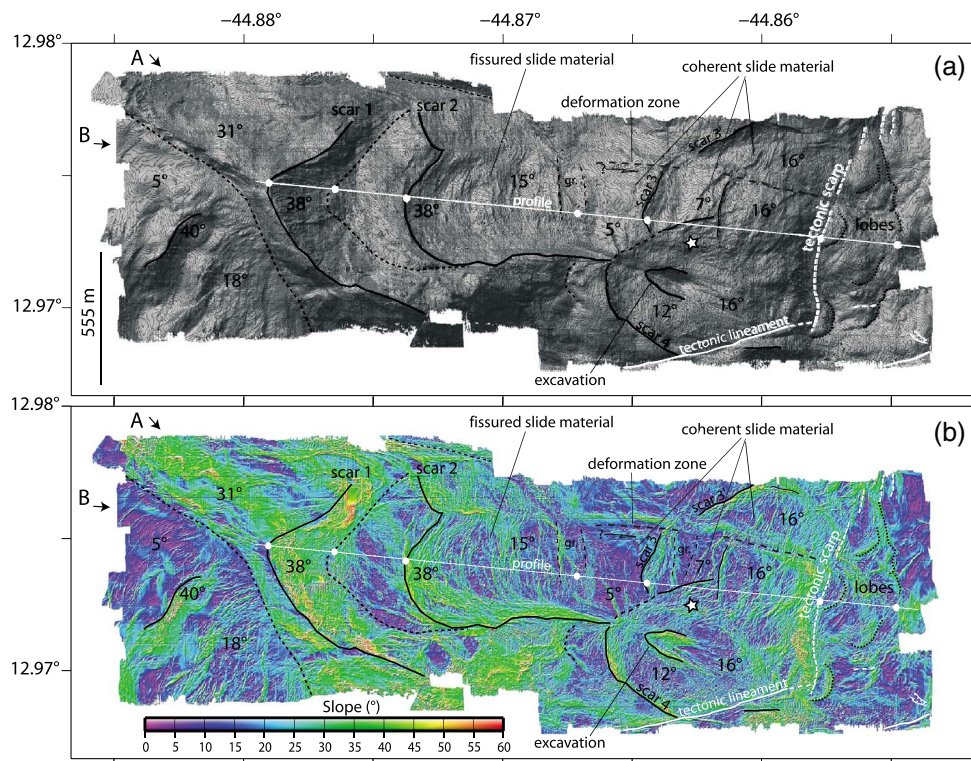 −44.88° −44.87° −44.86°
12.98°
A (a)
fissured slide material
coherent slide material
deformation zone
scar 1
scar 2
B
31°
scar 3
16°
5°
15°
gr.
?
scar 3
tectonic scarp
38°
38°
profile
7°
16°
40°
5°
lobes
18°
12.97°
12°
16°
555 m
scar 4
tectonic lineament
excavation
12.98°
A (b)
fissured slide material
coherent slide material
deformation zone
scar 1
scar 2
B
31°
scar 3
16°
5°
15°
gr.
?
scar 3
gr.
tectonic scarp
38°
38°
profile
7°
16°
40°
5°
lobes
18°
12.97°
12°
16°
scar 4
tectonic lineament
Slope (°)
0 5 10 15 20 25 30 35 40 45 50 60
excavation